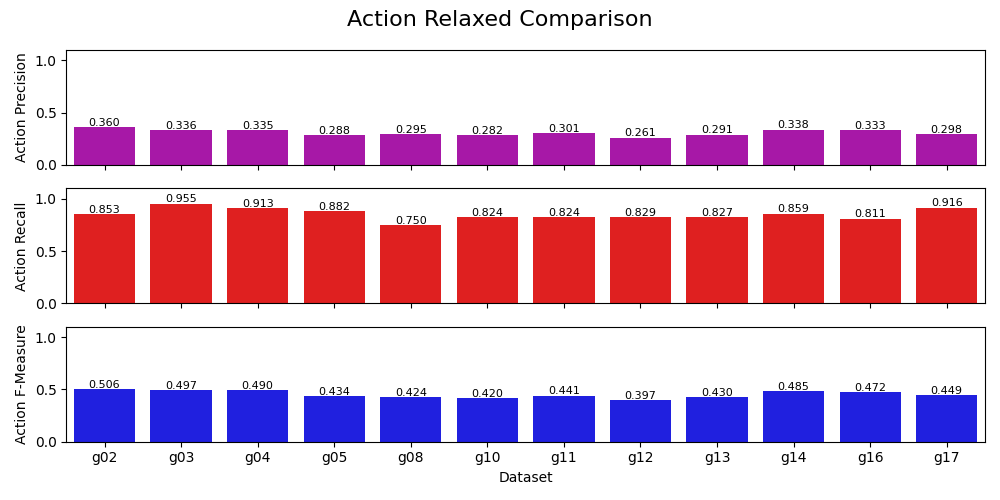 Action Relaxed Comparison
Action Precision
1.0
0.5
0.0
0.360 0.336 0.335 0.288 0.295 0.282 0.301 0.261 0.291 0.338 0.333 0.298
Action Recall
1.0
0.5
0.0
0.853 0.955 0.913 0.882 0.750 0.824 0.824 0.829 0.827 0.859 0.811 0.916
Action F-Measure
1.0
0.5
0.0
0.506 0.497 0.490 0.434 0.424 0.420 0.441 0.397 0.430 0.485 0.472 0.449
g02 g03 g04 g05 g08 g10 g11 g12 g13 g14 g16 g17
Dataset